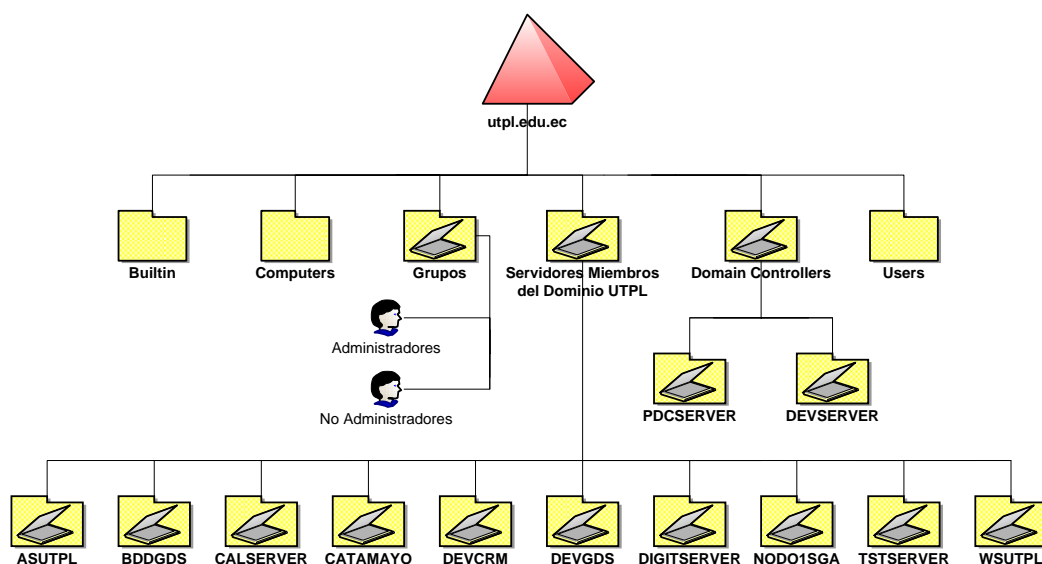 utpl.edu.ec
Builtin
Computers
Grupos
Servidores Miembros
del Dominio UTPL
Domain Controllers
Users
Administradores
No Administradores
PDCSERVER
DEVSERVER
ASUTPL
BDDGDS
CALSERVER
CATAMAYO
DEVCRM
DEVGDS
DIGITSERVER
NODO1SGA
TSTSERVER
WSUTPL